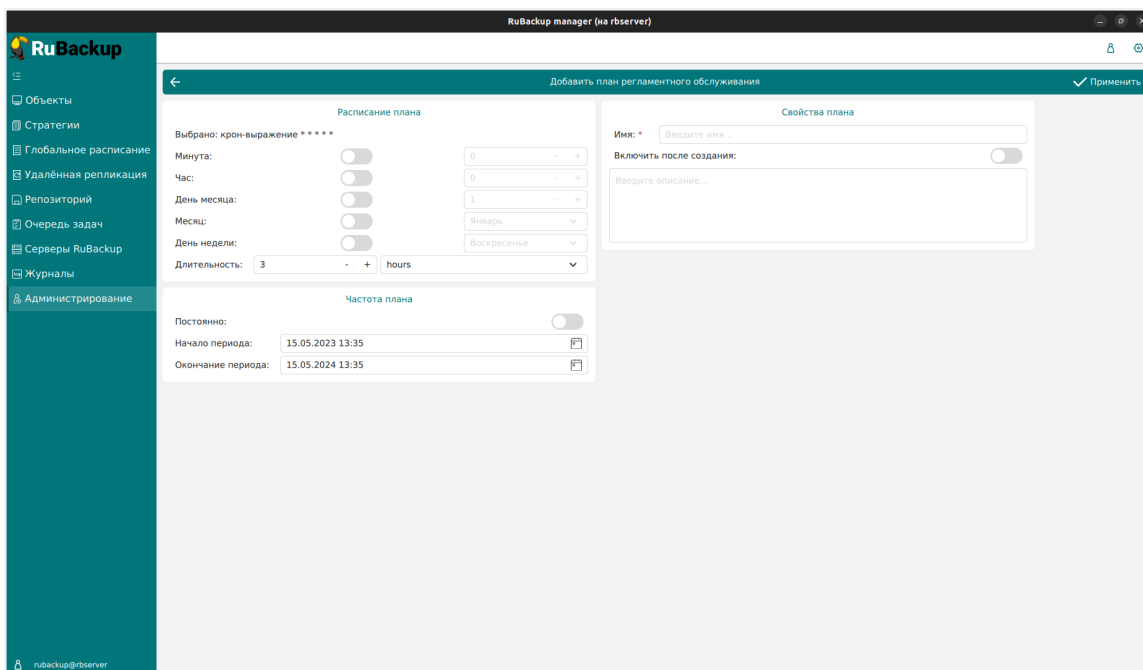 RuBackup manager (на rbserver)
RuBackup
Объекты
Стратегии
Глобальное расписание
Удалённая репликация
Репозиторий
Очередь задач
Серверы RuBackup
Журналы
Администрирование
rubackup@rbserver
Добавить план регламентного обслуживания
Применить
Расписание плана
Выбрано: крон-выражение * * * * *
Минута: 0 - +
Час: 0 - +
День месяца: 1 - +
Месяц: Январь
День недели: Воскресенье
Длительность: 3 - + hours
Частота плана
Постоянно:
Начало периода: 15.05.2023 13:35
Окончание периода: 15.05.2024 13:35
Свойства плана
Имя: * Введите имя ..
Включить после создания:
Введите описание...